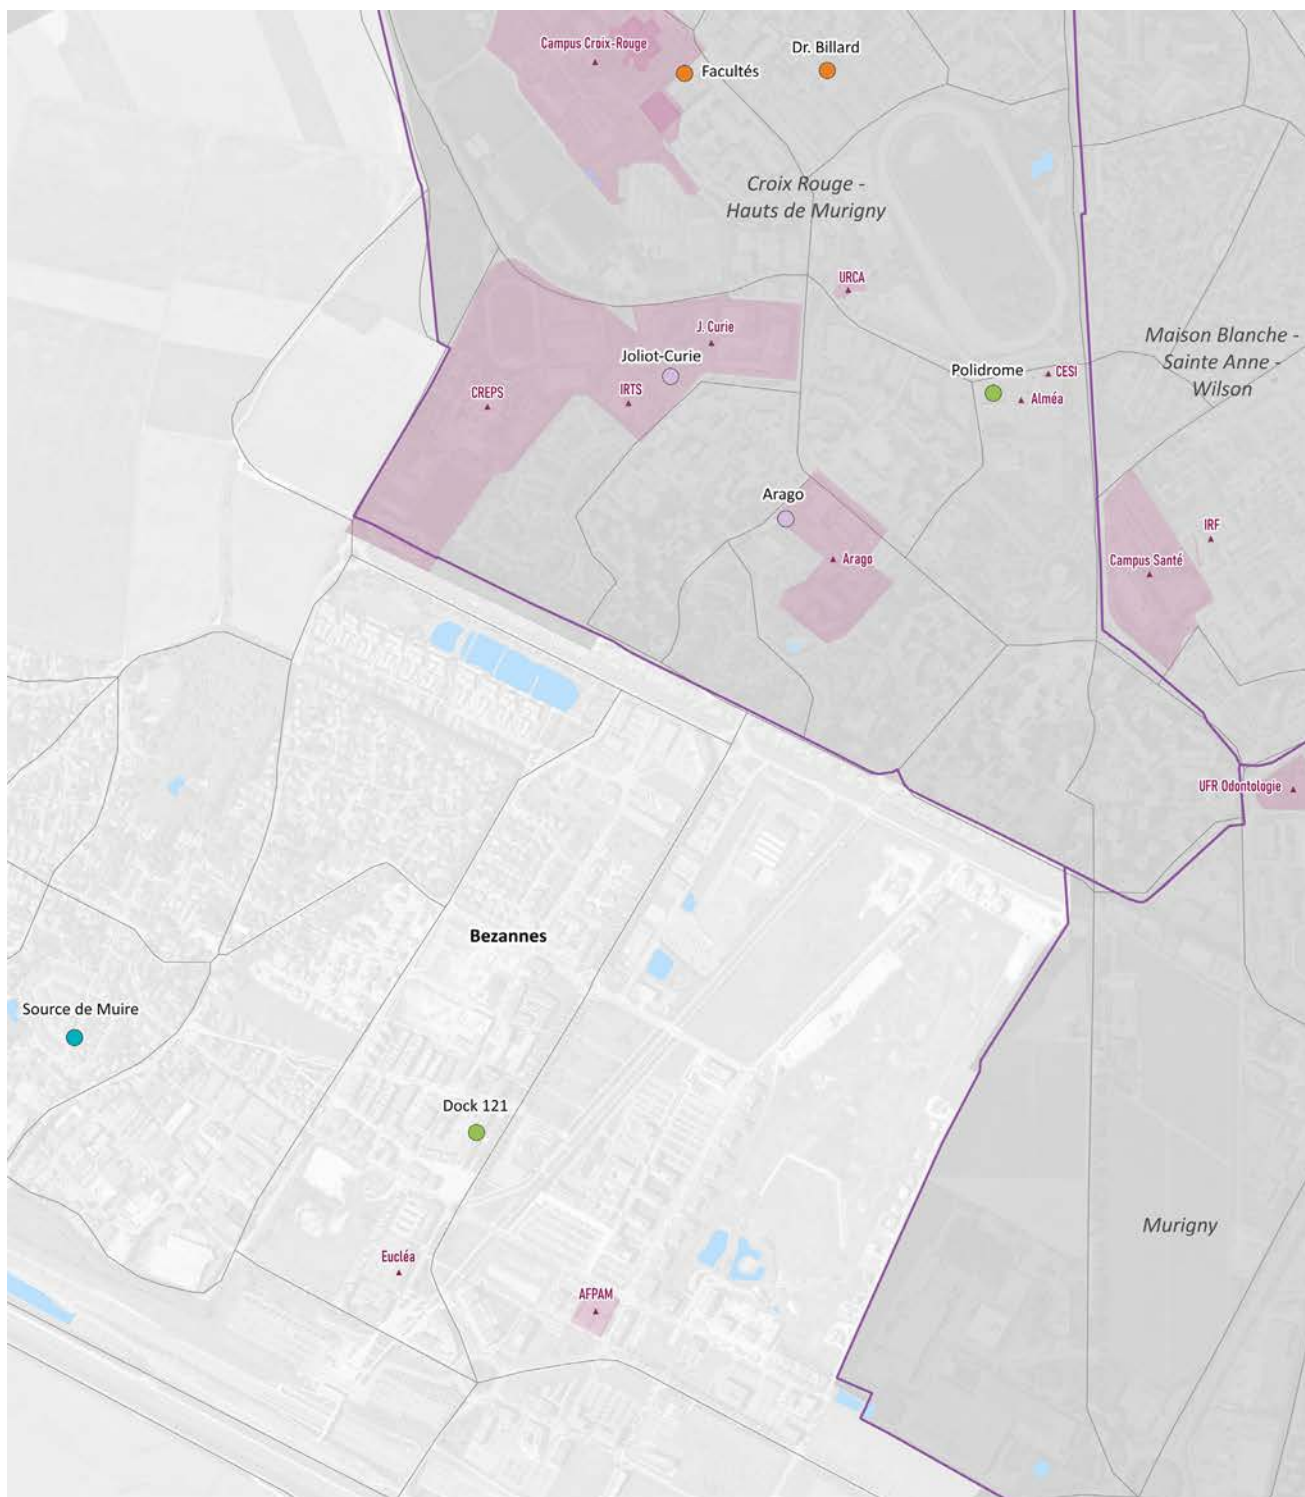 Campus Croix-Rouge
Facultés
Dr. Billard
Croix Rouge -
Hauts de Murigny
URCA
J. Curie
Joliot-Curie
CREPS
IRTS
Polidrome
CESI
Alméa
Maison Blanche -
Sainte Anne -
Wilson
Arago
Arago
IRF
Campus Santé
UFR Odontologie
Bezannes
Source de Muire
Dock 121
Murigny
Eucléa
AFPAM